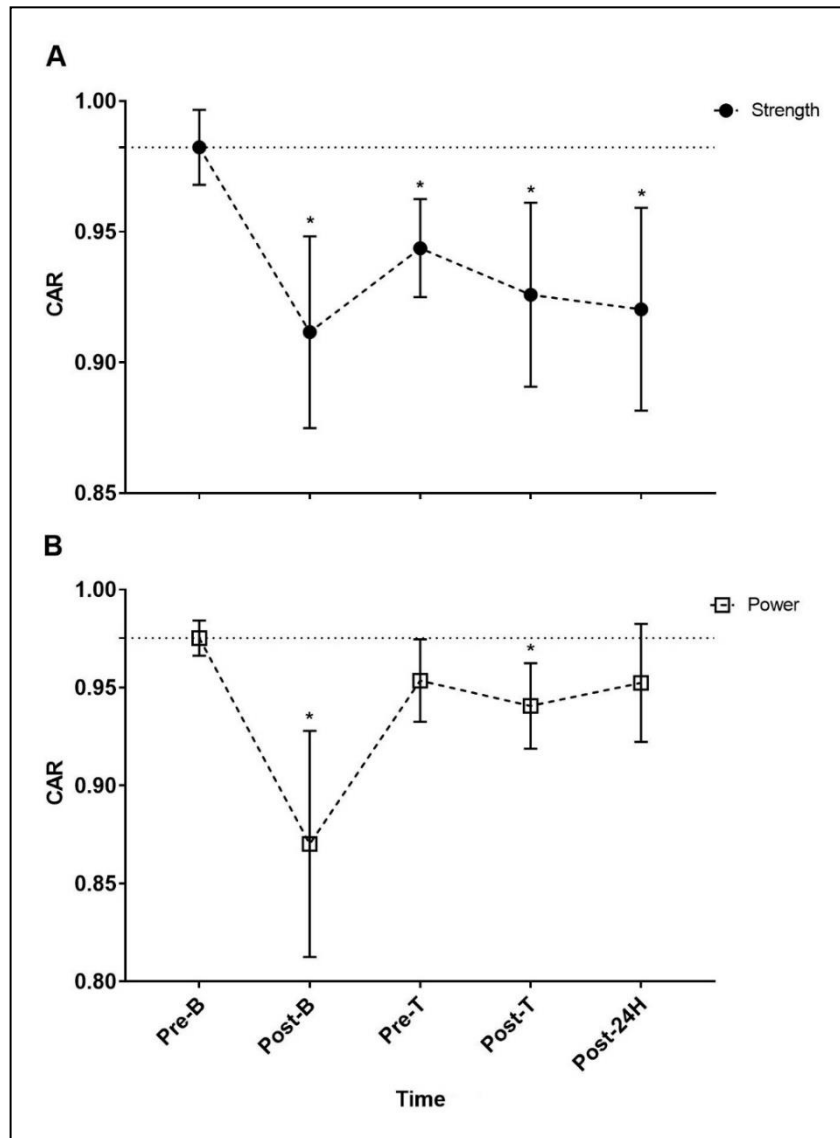 A
1.00
Strength
*
*
*
*
0.95
CAR
0.90
0.85
B
1.00
Power
*
*
0.95
CAR
0.90
0.85
0.80
Pre-B
Post-B
Pre-T
Post-T
Post-24H
Time